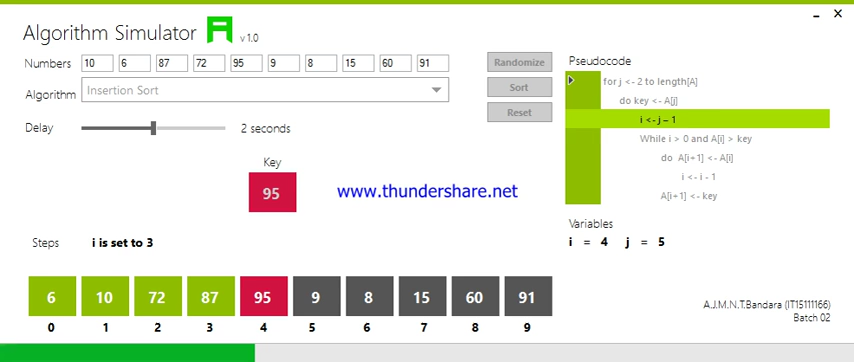 Algorithm Simulator v 1.0
Numbers 10 6 87 72 95 9 8 15 60 91
Algorithm Insertion Sort
Delay 2 seconds
Randomize
Sort
Reset
Key
95
www.thundershare.net
Steps i is set to 3
6 10 72 87 95 9 8 15 60 91
0 1 2 3 4 5 6 7 8 9
Pseudocode
for j <- 2 to length[A]
do key <- A[j]
i <- j – 1
While i > 0 and A[i] > key
do A[i+1] <- A[i]
i <- i - 1
A[i+1] <- key
Variables
i = 4 j = 5
A.J.M.N.T.Bandara (IT15111166)
Batch 02